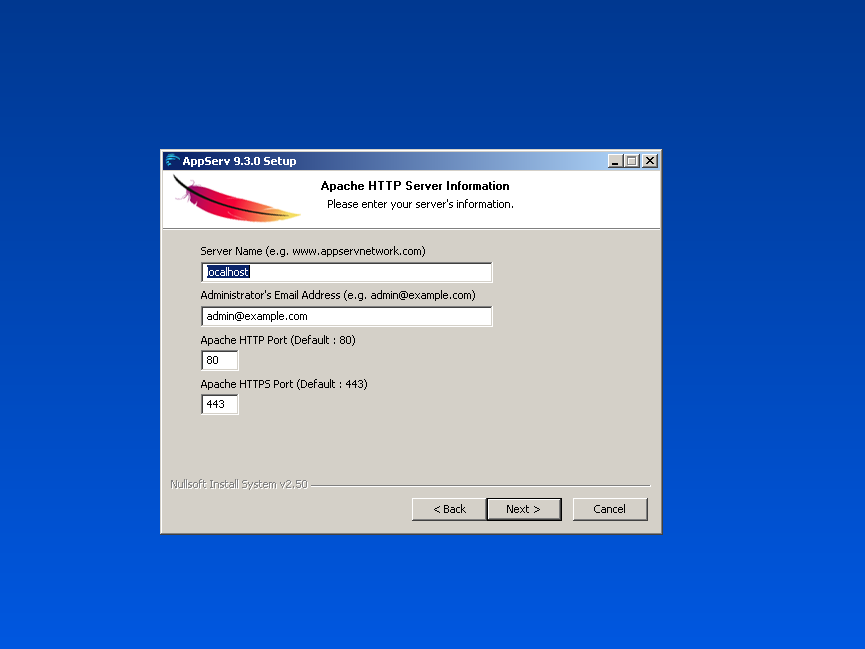 AppServ 9.3.0 Setup
Apache HTTP Server Information
Please enter your server's information.
Server Name (e.g. www.appservnetwork.com)
localhost
Administrator's Email Address (e.g. admin@example.com)
admin@example.com
Apache HTTP Port (Default : 80)
80
Apache HTTPS Port (Default : 443)
443
Nullsoft Install System v2.50
< Back
Next >
Cancel